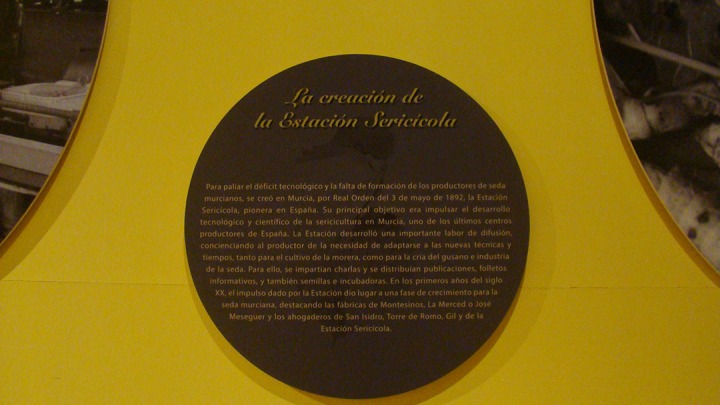 La creación de
la Estación Sericícola
Para paliar el déficit tecnológico y la falta de formación de los productores de seda
murcianos, se creó en Murcia, por Real Orden del 3 de mayo de 1892, la Estación
Sericícola, pionera en España. Su principal objetivo era impulsar el desarrollo
tecnológico y científico de la sericicultura en Murcia, uno de los últimos centros
productores de España. La Estación desarrolló una importante labor de difusión,
concienciando al productor de la necesidad de adaptarse a las nuevas técnicas y
tiempos, tanto para el cultivo de la morera, como para la cría del gusano e industria
de la seda. Para ello, se impartían charlas y se distribuían publicaciones, folletos
informativos, y también semillas e incubadoras. En los primeros años del siglo
XX, el impulso dado por la Estación dio lugar a una fase de crecimiento para la
seda murciana, destacando las fábricas de Montesinos, La Merced o José
Meseguer y los ahogaderos de San Isidro, Torre de Romo, Gil y de la
Estación Sericícola.